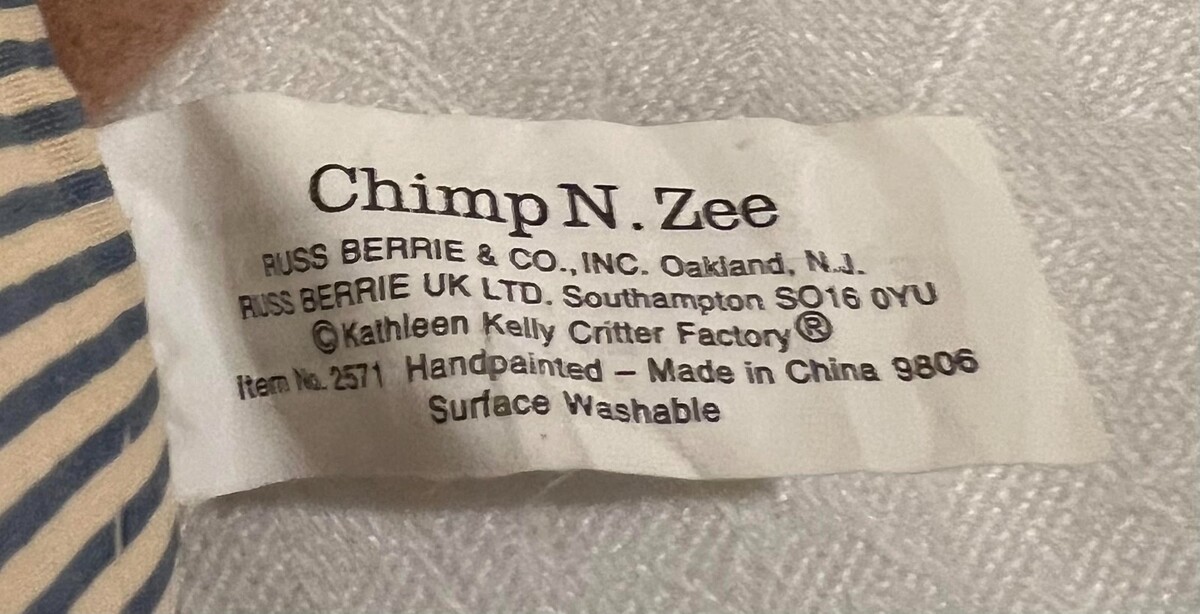 Chimp N. Zee
RUSS BERRIE & CO., INC. Oakland, N.J.
RUSS BERRIE UK LTD. Southampton SO16 0YU
©Kathleen Kelly Critter Factory®
Item No. 2571 Handpainted – Made in China 9806
Surface Washable